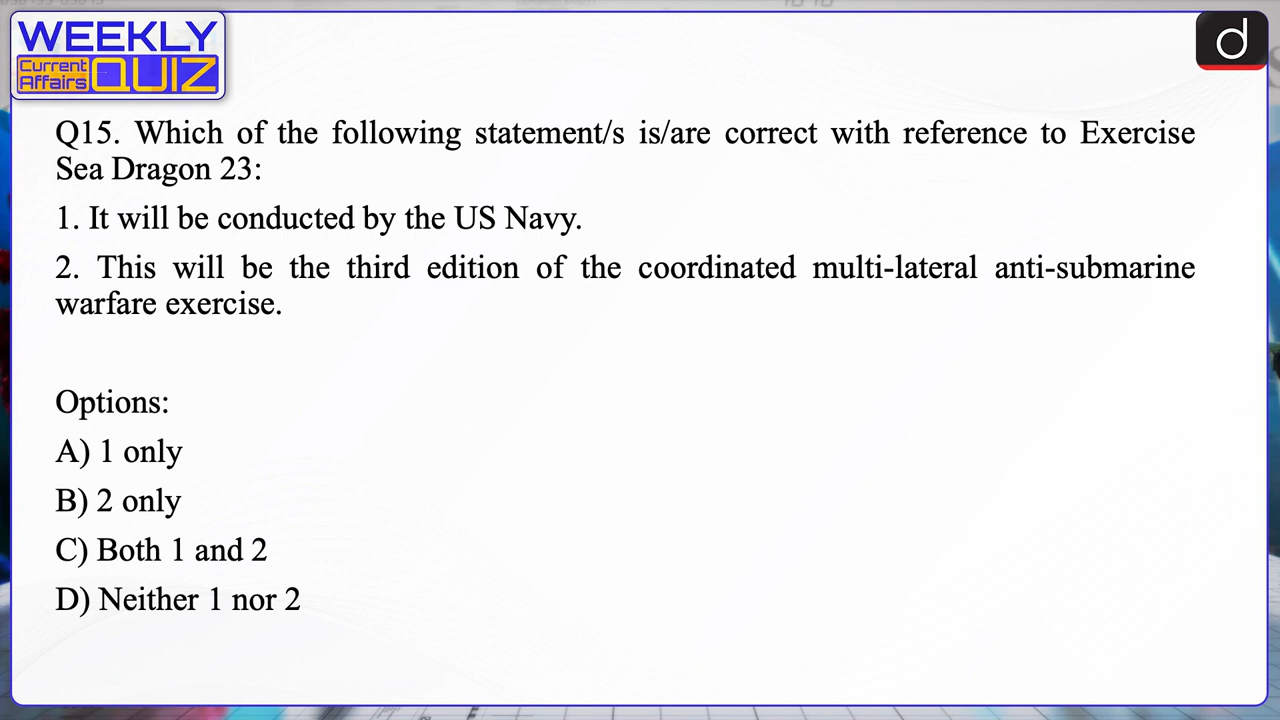 WEEKLY
Current
Affairs
QUIZ
d
Q15. Which of the following statement/s is/are correct with reference to Exercise
Sea Dragon 23:
1. It will be conducted by the US Navy.
2. This will be the third edition of the coordinated multi-lateral anti-submarine
warfare exercise.
Options:
A) 1 only
B) 2 only
C) Both 1 and 2
D) Neither 1 nor 2